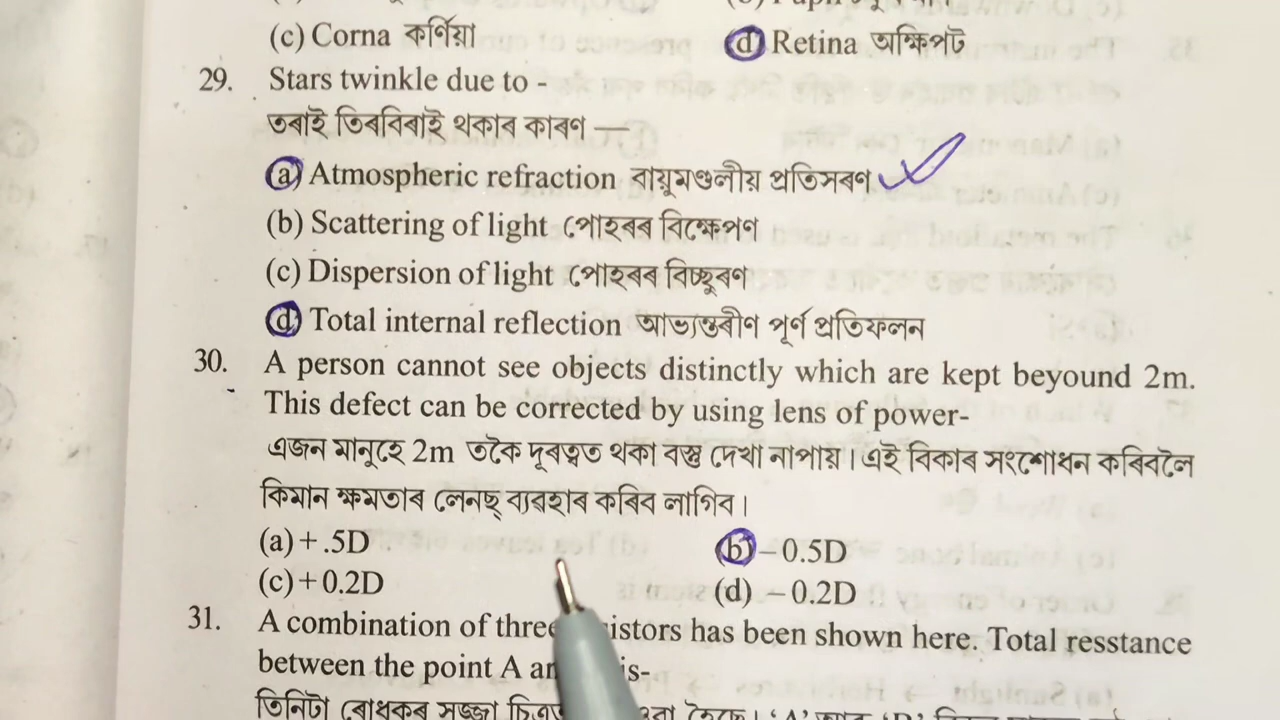 (c) Corna কৰ্ণিয়া
(d) Retina অক্ষিপট
29. Stars twinkle due to -
তৰাই তিৰবিৰাই থকাৰ কাৰণ —
(a) Atmospheric refraction বায়ুমণ্ডলীয় প্ৰতিসৰণ
(b) Scattering of light পোহৰৰ বিক্ষেপণ
(c) Dispersion of light পোহৰৰ বিচ্ছুৰণ
(d) Total internal reflection আভ্যন্তৰীণ পূৰ্ণ প্ৰতিফলন
30. A person cannot see objects distinctly which are kept beyound 2m.
This defect can be corrected by using lens of power-
এজন মানুহে 2m তকৈ দূৰত্বত থকা বস্তু দেখা নাপায়। এই বিকাৰ সংশোধন কৰিবলৈ
কিমান ক্ষমতাৰ লেনছ্ ব্যৱহাৰ কৰিব লাগিব।
(a) + .5D
(b) – 0.5D
(c) + 0.2D
(d) – 0.2D
31. A combination of three has been shown here. Total resstance
between the point A is-
তিনিটা ৰোধকৰ সজ্জা